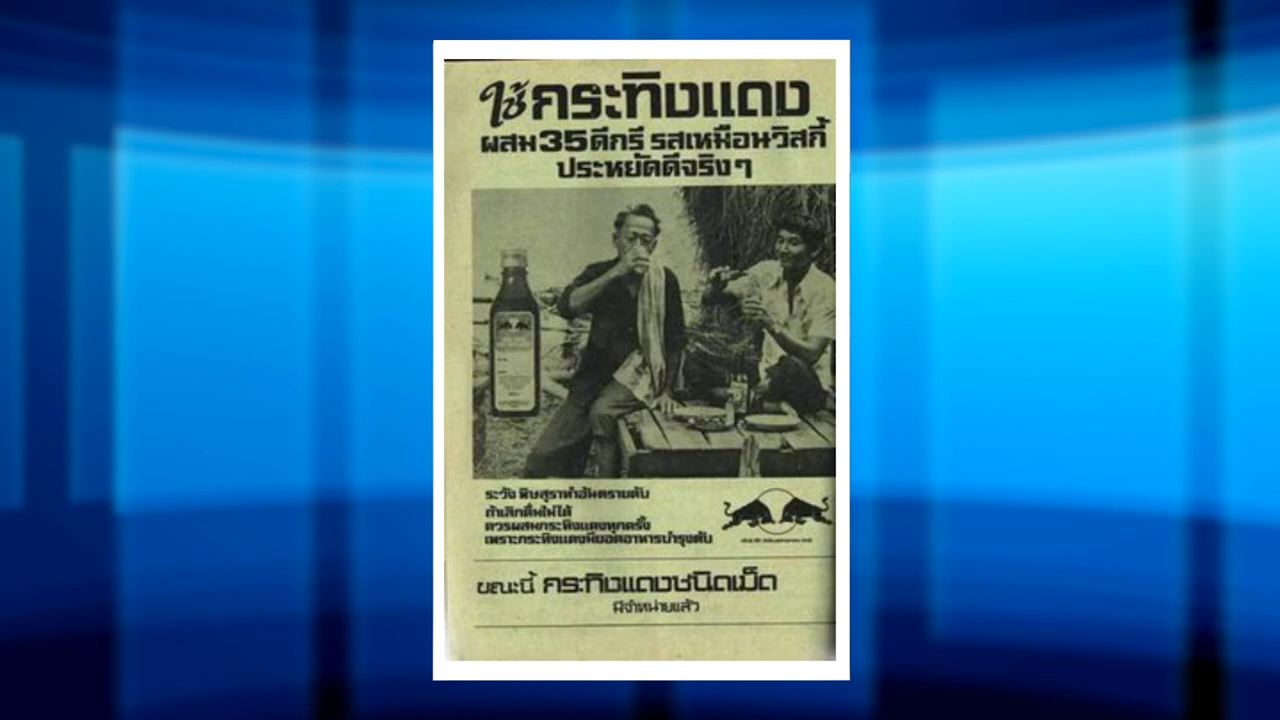 ใช้กระทิงแดง
ผสม 35 ดีกรี รสเหมือนวิสกี้
ประหยัดดีจริงๆ
ระวัง พิษสุราทำอันตรายตับ
ถ้าเลิกดื่มไม่ได้
ควรผสมกระทิงแดงทุกครั้ง
เพราะกระทิงแดงมียอดอาหารบำรุงตับ
ขณะนี้ กระทิงแดงชนิดเม็ด
มีจำหน่ายแล้ว